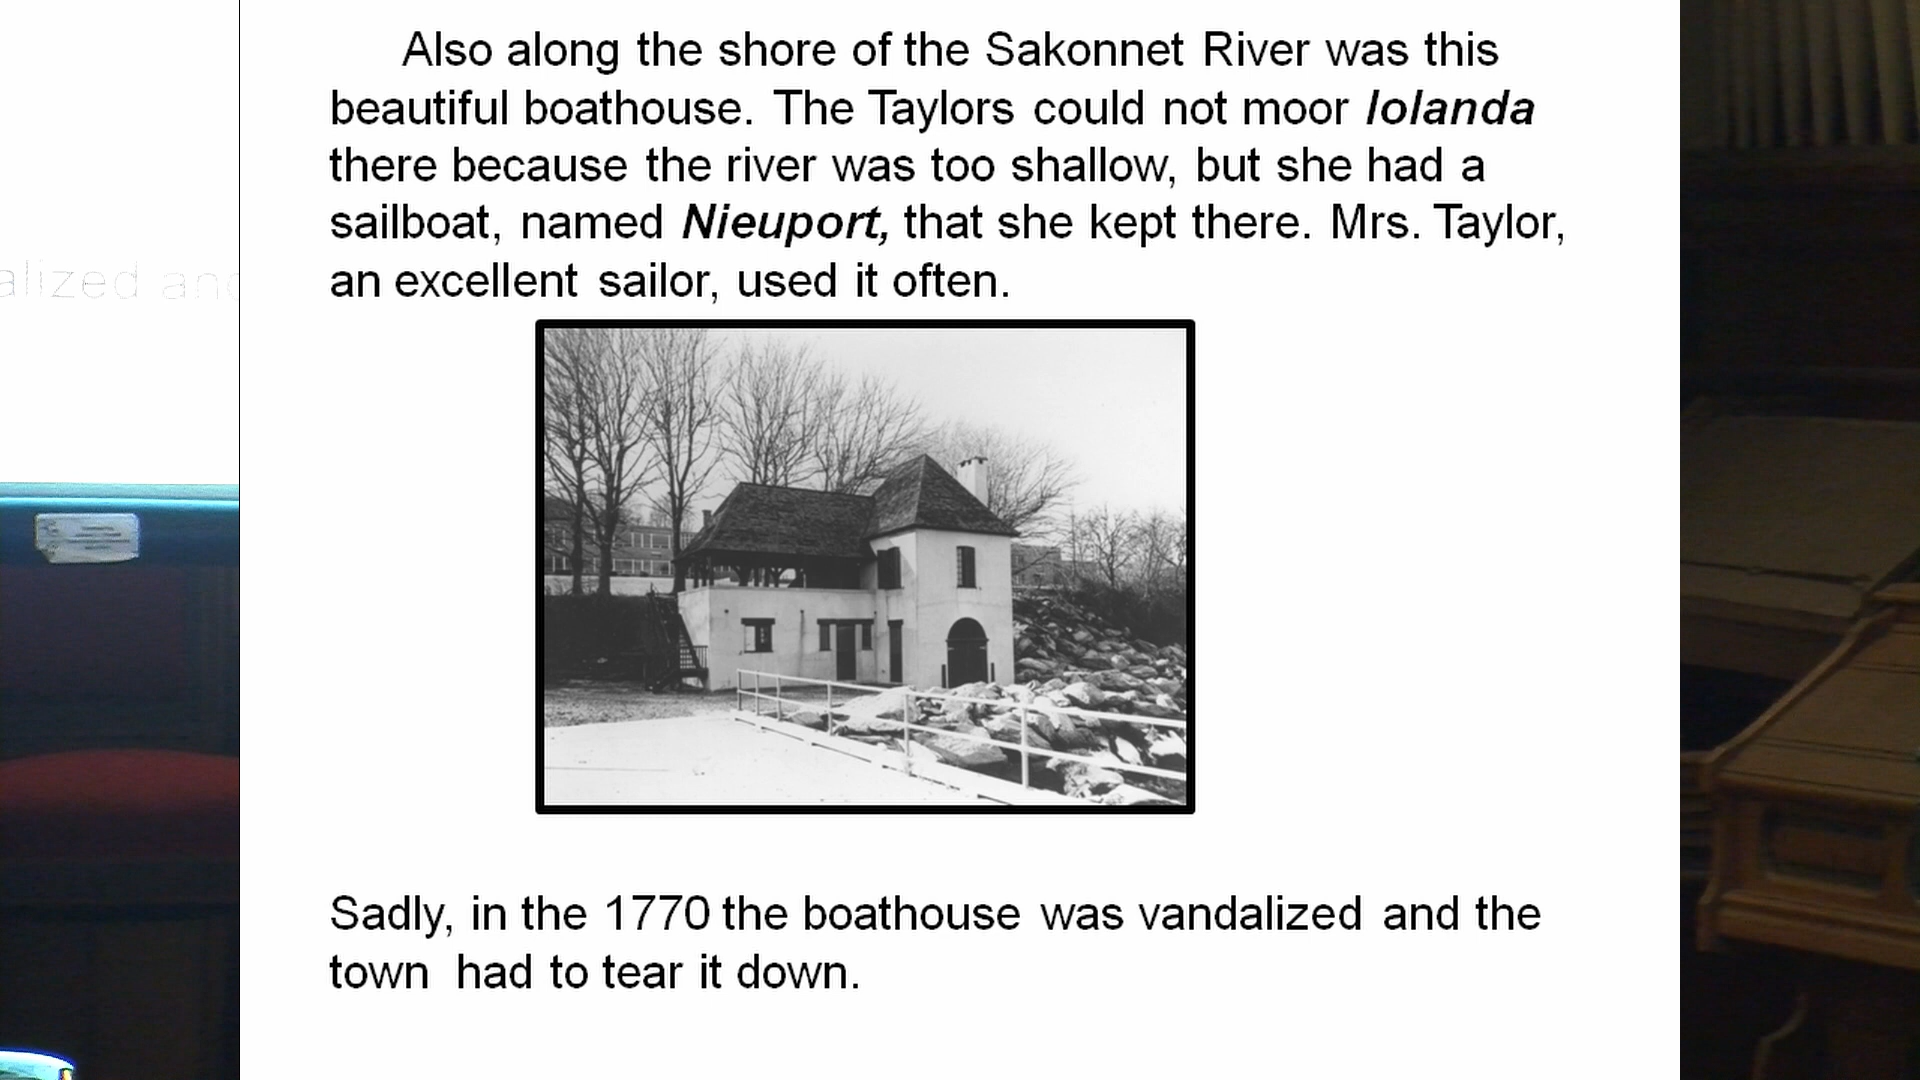 Also along the shore of the Sakonnet River was this
beautiful boathouse. The Taylors could not moor Iolanda
there because the river was too shallow, but she had a
sailboat, named Nieuport, that she kept there. Mrs. Taylor,
an excellent sailor, used it often.
alized and
Sadly, in the 1770 the boathouse was vandalized and the
town had to tear it down.